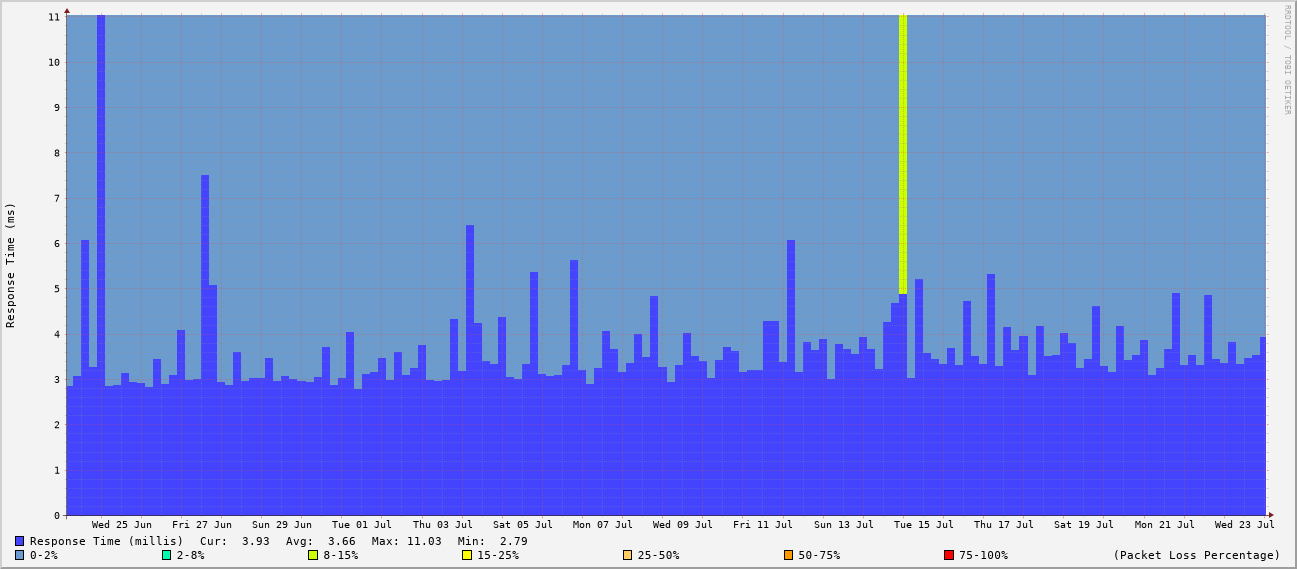 11
10
9
8
7
6
5
4
3
2
1
0
Response Time (ms)
RRDTOOL / TOBI OETIKER
Wed 25 Jun Fri 27 Jun Sun 29 Jun Tue 01 Jul Thu 03 Jul Sat 05 Jul Mon 07 Jul Wed 09 Jul Fri 11 Jul Sun 13 Jul Tue 15 Jul Thu 17 Jul Sat 19 Jul Mon 21 Jul Wed 23 Jul
Response Time (millis) Cur: 3.93 Avg: 3.66 Max: 11.03 Min: 2.79
0-2% 2-8% 8-15% 15-25% 25-50% 50-75% 75-100% (Packet Loss Percentage)